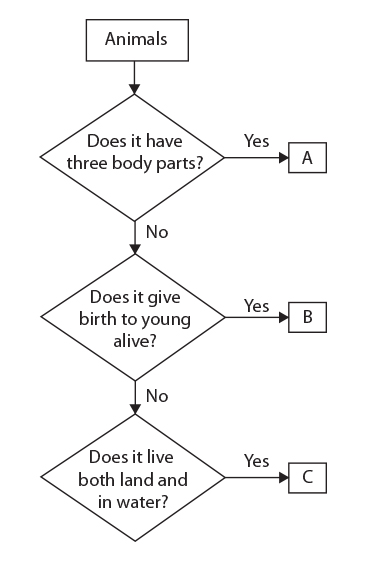 Animals
Does it have
three body parts?
Yes
A
No
Does it give
birth to young
alive?
Yes
B
No
Does it live
both land and
in water?
Yes
C